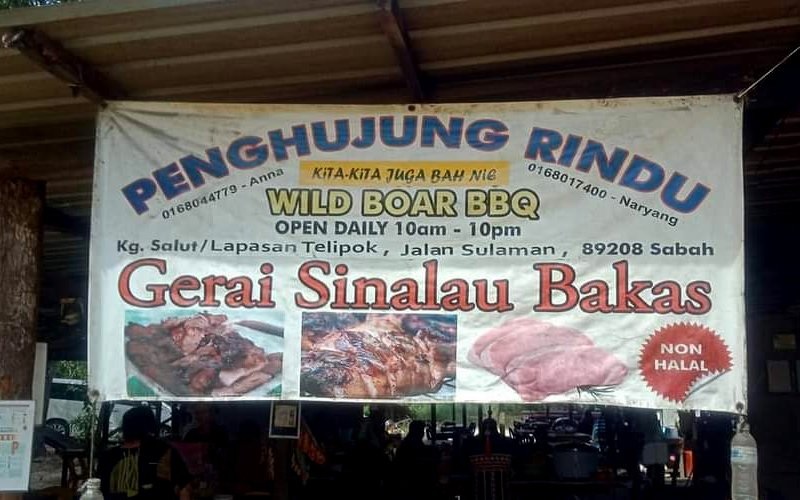 PENGHUJUNG RINDU
KiTA-KiTA JUGA BAH NiE
0168044779 - Anna
0168017400 - Naryang
WILD BOAR BBQ
OPEN DAILY 10am - 10pm
Kg. Salut/Lapasan Telipok, Jalan Sulaman, 89208 Sabah
Gerai Sinalau Bakas
NON
HALAL